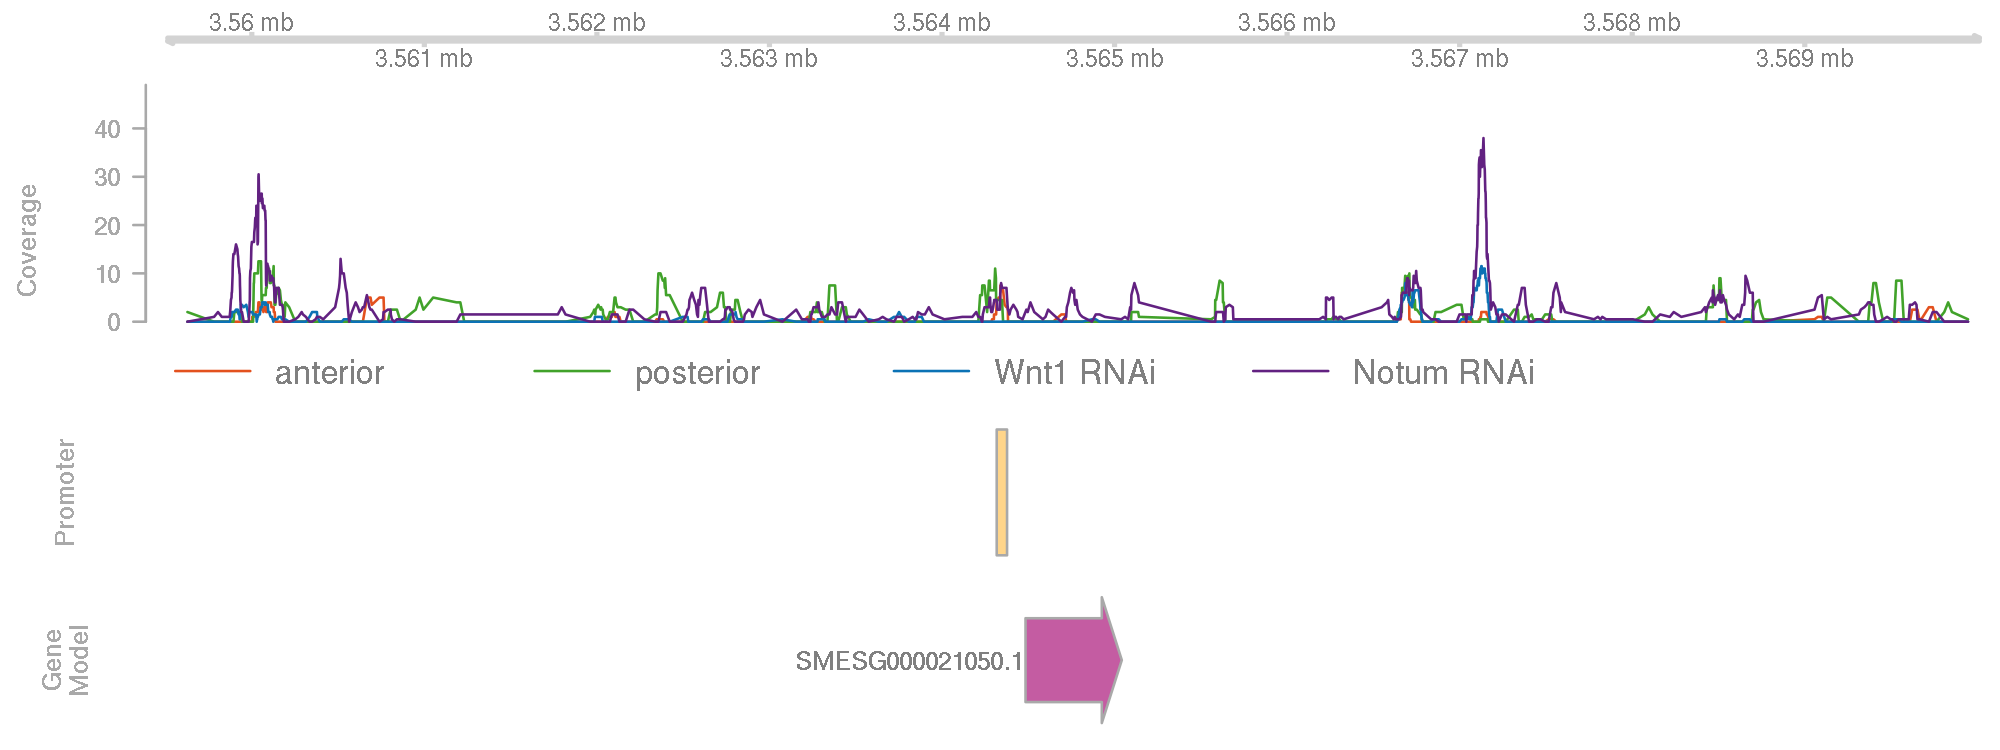 3.56 mb 3.562 mb 3.564 mb 3.566 mb 3.568 mb
3.561 mb 3.563 mb 3.565 mb 3.567 mb 3.569 mb
Coverage
40
30
20
10
0
anterior posterior Wnt1 RNAi Notum RNAi
Promoter
Gene
Model
SMESG000021050.1